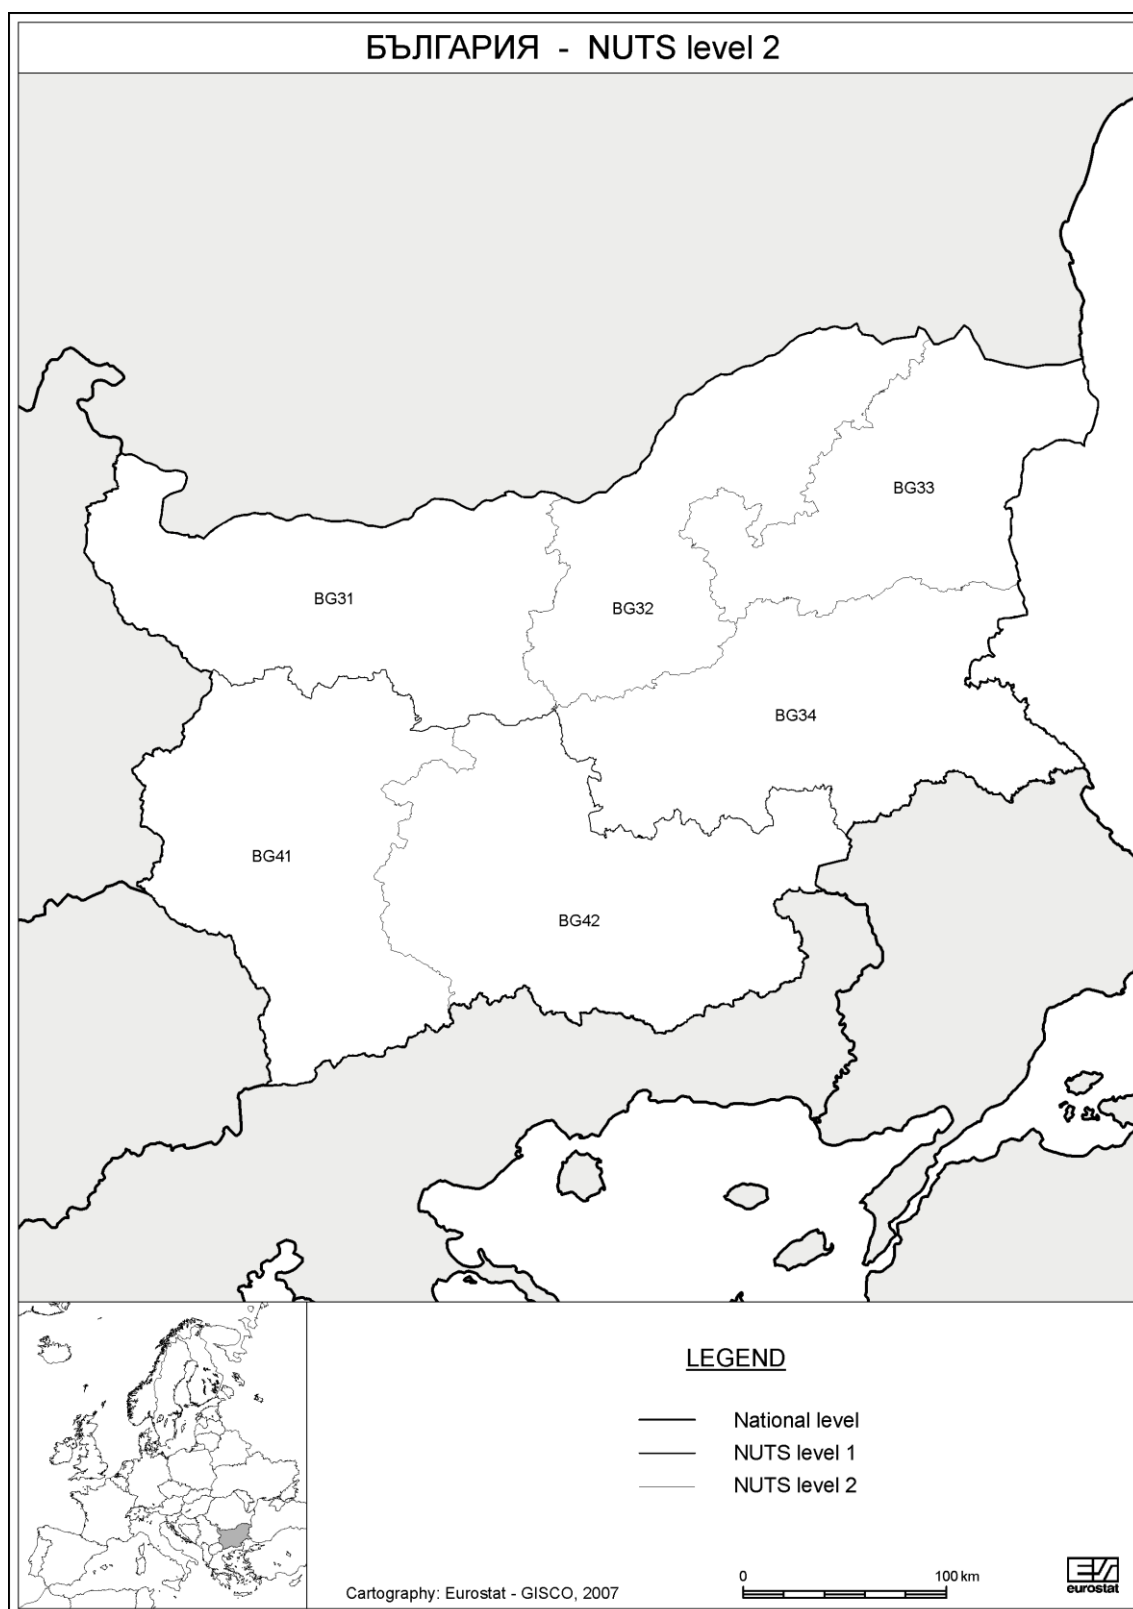 БЪЛГАРИЯ - NUTS level 2
BG33
BG31
BG32
BG34
BG41
BG42
LEGEND
National level
NUTS level 1
NUTS level 2
Cartography: Eurostat - GISCO, 2007
0 100 km
eurostat